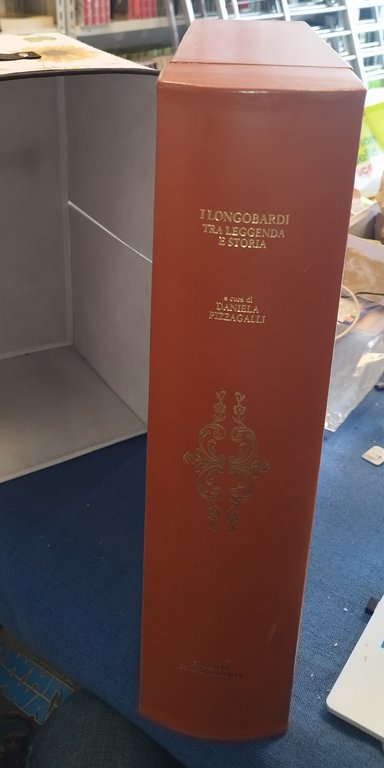 I LONGOBARDI
TRA LEGGENDA
E STORIA
a cura di
DANIELA
PIZZAGALLI